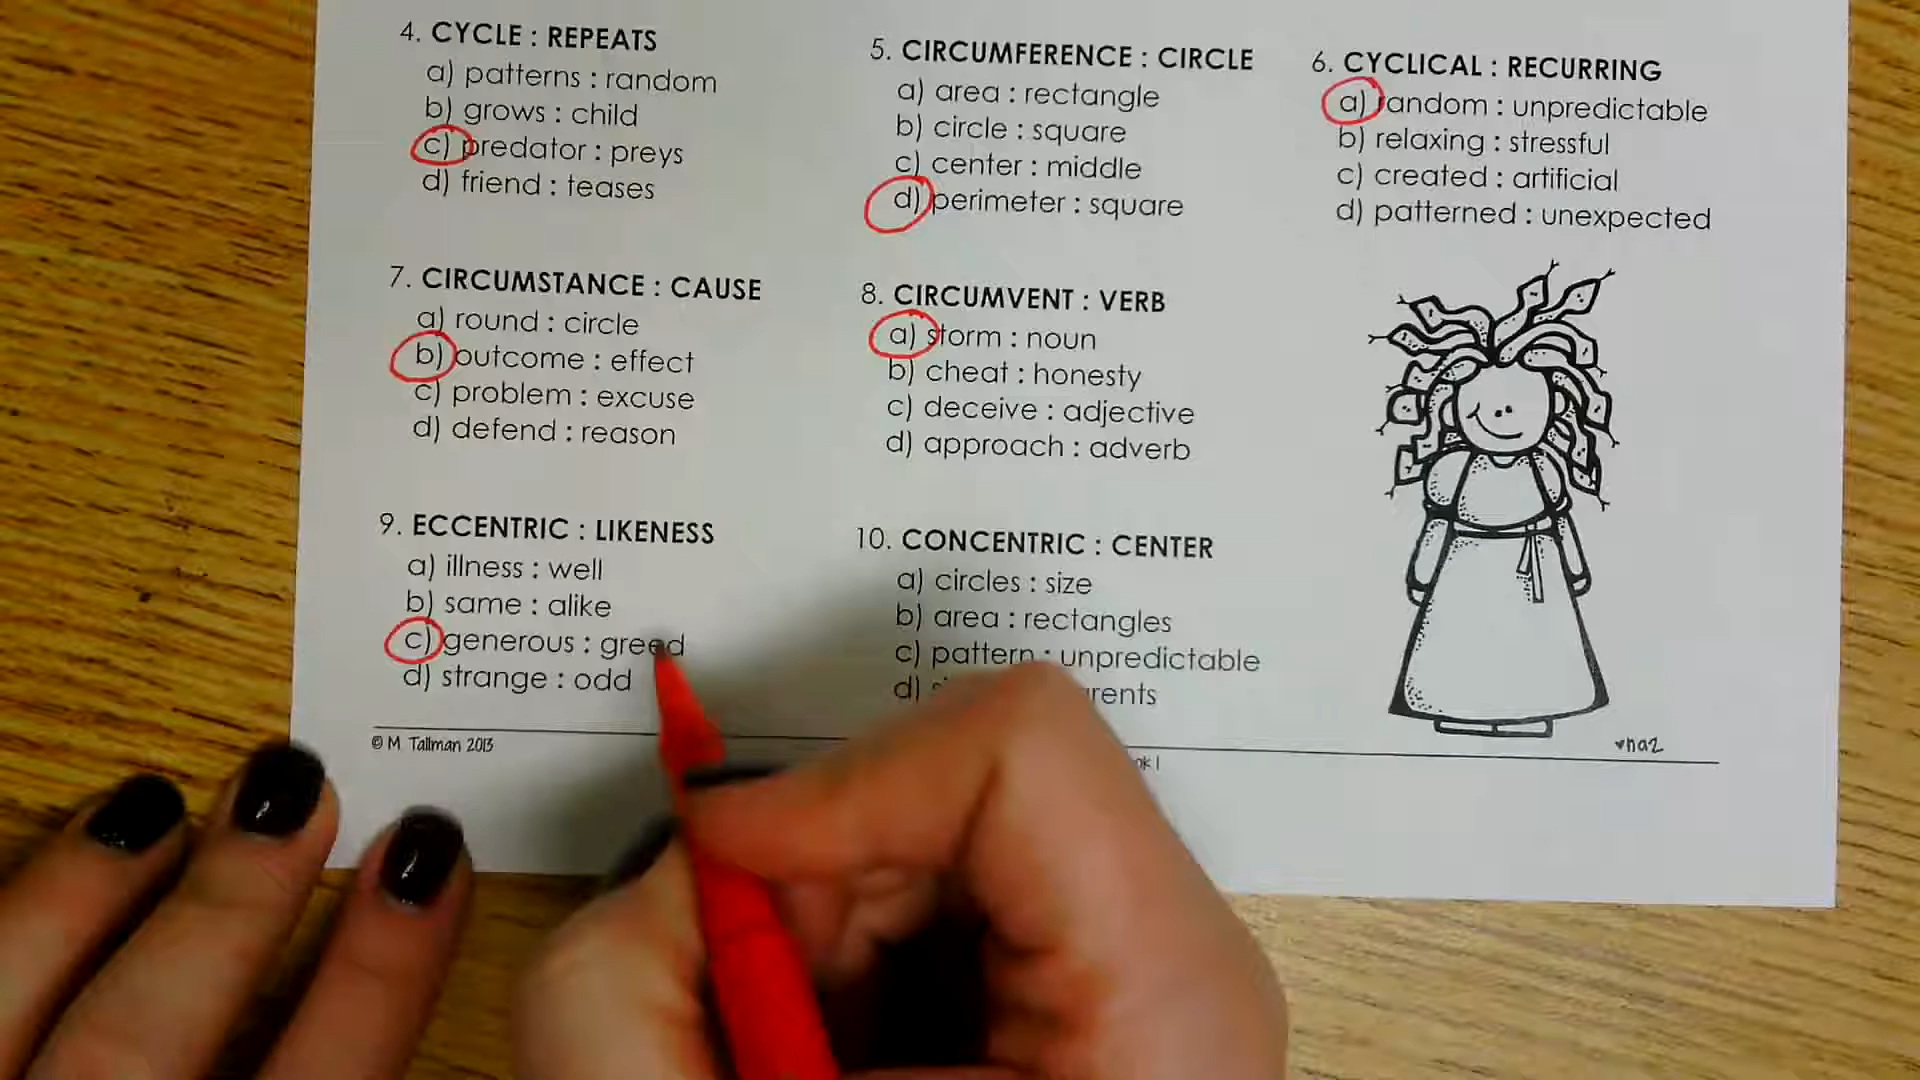 4. CYCLE : REPEATS
a) patterns : random
b) grows : child
c) predator : preys
d) friend : teases
5. CIRCUMFERENCE : CIRCLE
a) area : rectangle
b) circle : square
c) center : middle
d) perimeter : square
6. CYCLICAL : RECURRING
a) random : unpredictable
b) relaxing : stressful
c) created : artificial
d) patterned : unexpected
7. CIRCUMSTANCE : CAUSE
a) round : circle
b) outcome : effect
c) problem : excuse
d) defend : reason
8. CIRCUMVENT : VERB
a) storm : noun
b) cheat : honesty
c) deceive : adjective
d) approach : adverb
9. ECCENTRIC : LIKENESS
a) illness : well
b) same : alike
c) generous : greed
d) strange : odd
10. CONCENTRIC : CENTER
a) circles : size
b) area : rectangles
c) pattern : unpredictable
d)
© M. Tallman 2013
♥naz